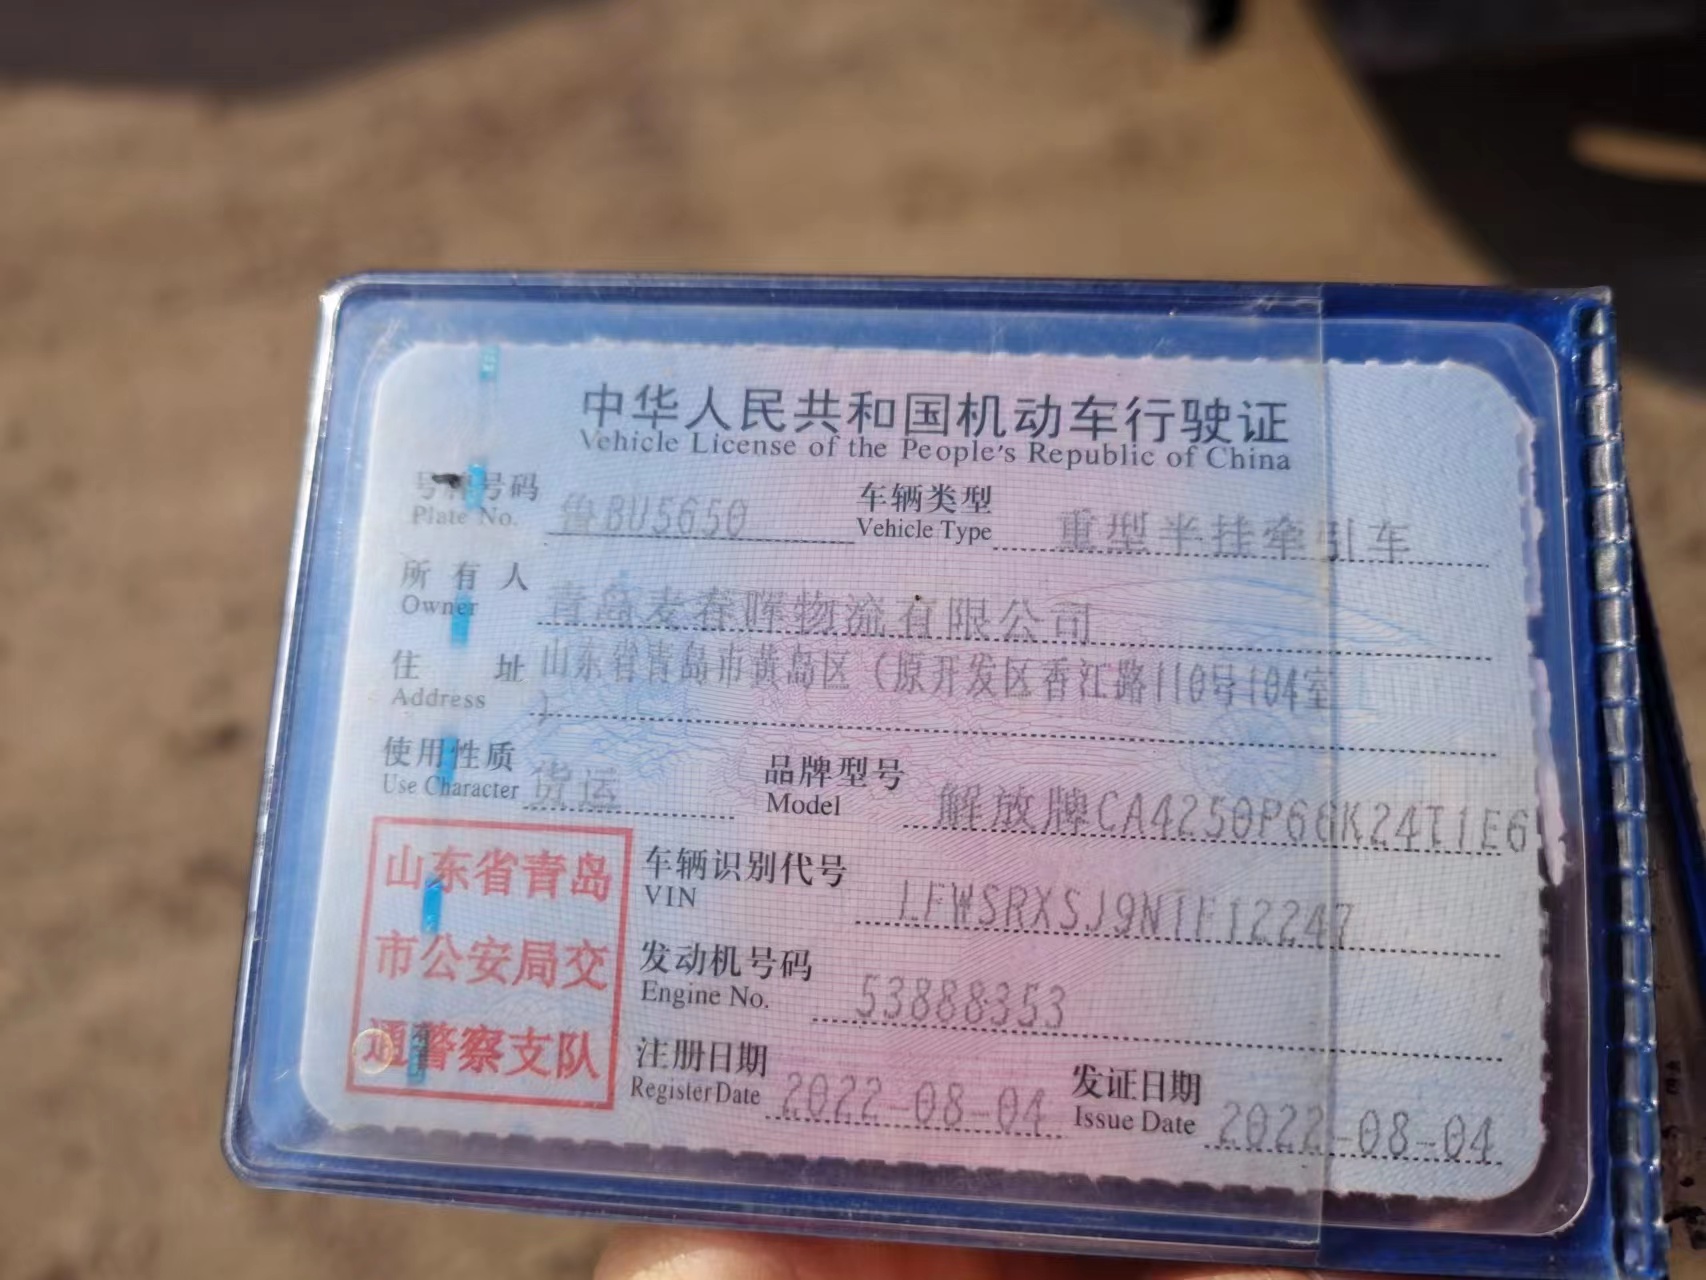 中华人民共和国机动车行驶证
Vehicle License of the People's Republic of China
号牌号码 鲁BU5650 车辆类型 重型半挂牵引车
Plate No. Vehicle Type
所有人 青岛麦春晖物流有限公司
Owner
住址 山东省青岛市黄岛区（原开发区香江路110号104室
Address ）
使用性质 货运 品牌型号 解放牌CA4250P66K24T1E6
Use Character Model
山东省青岛
市公安局交
通警察支队
车辆识别代号 LFWSRXSJ9N1F12247
VIN
发动机号码 53888353
Engine No.
注册日期 2022-08-04 发证日期 2022-08-04
Register Date Issue Date